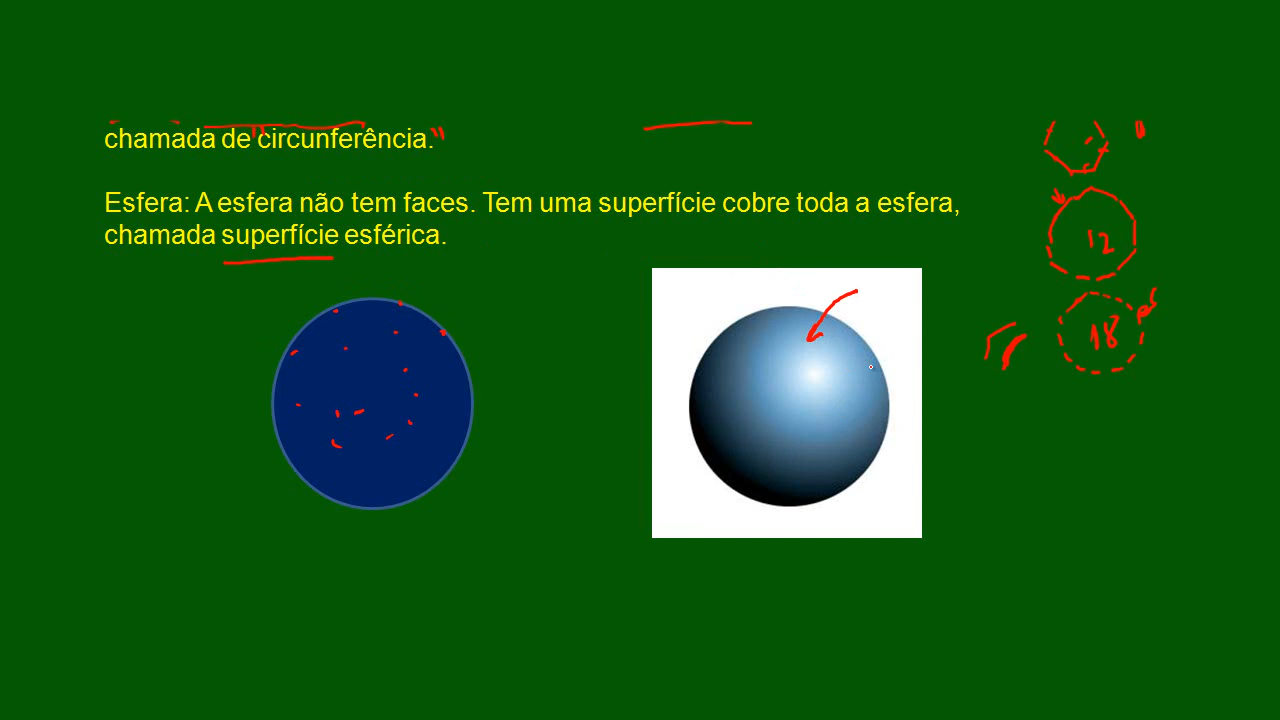 chamada de "circunferência."
Esfera: A esfera não tem faces. Tem uma superfície cobre toda a esfera,
chamada superfície esférica.
12
18